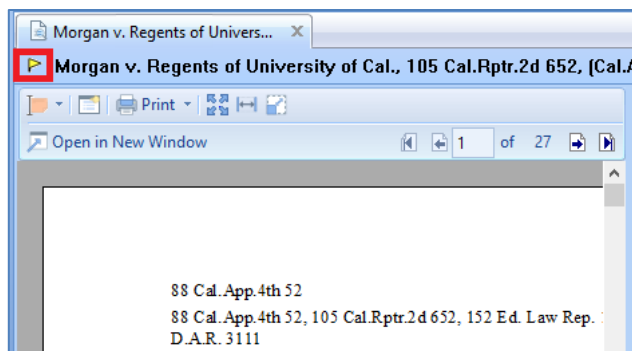 Morgan v. Regents of Univers... X
Morgan v. Regents of University of Cal., 105 Cal.Rptr.2d 652, (Cal.A
Print
Open in New Window 1 of 27
88 Cal.App.4th 52
88 Cal.App.4th 52, 105 Cal.Rptr.2d 652, 152 Ed. Law Rep.
D.A.R. 3111